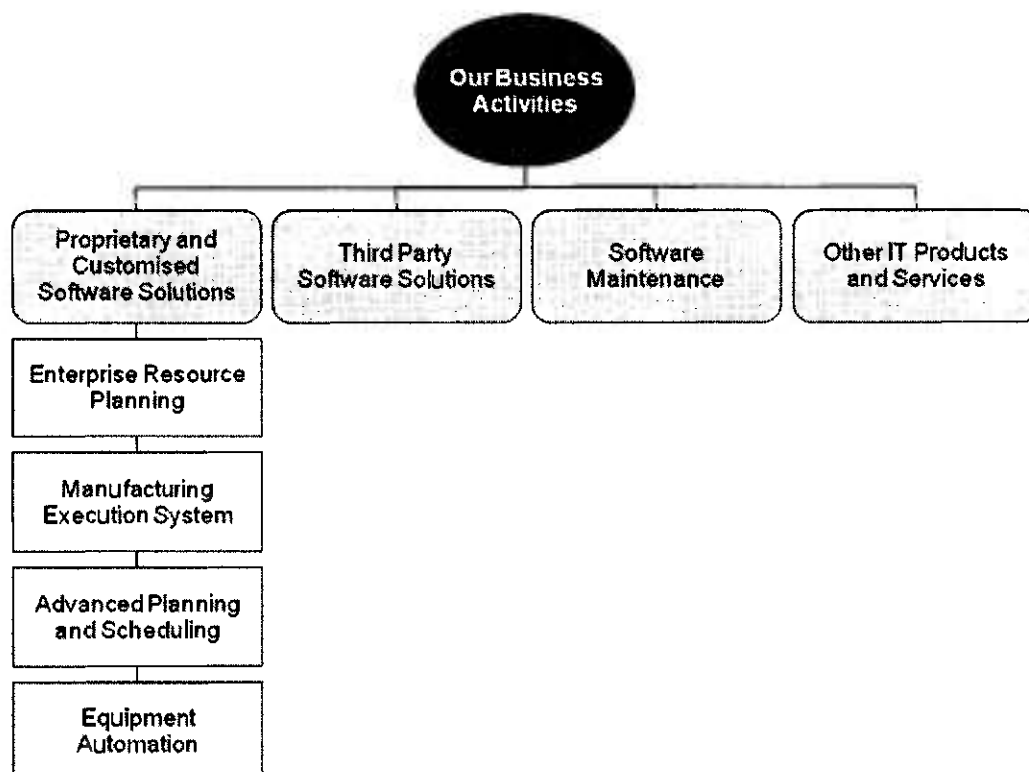 Our Business
Activities
Proprietary and
Customised
Software Solutions
Third Party
Software Solutions
Software
Maintenance
Other IT Products
and Services
Enterprise Resource
Planning
Manufacturing
Execution System
Advanced Planning
and Scheduling
Equipment
Automation